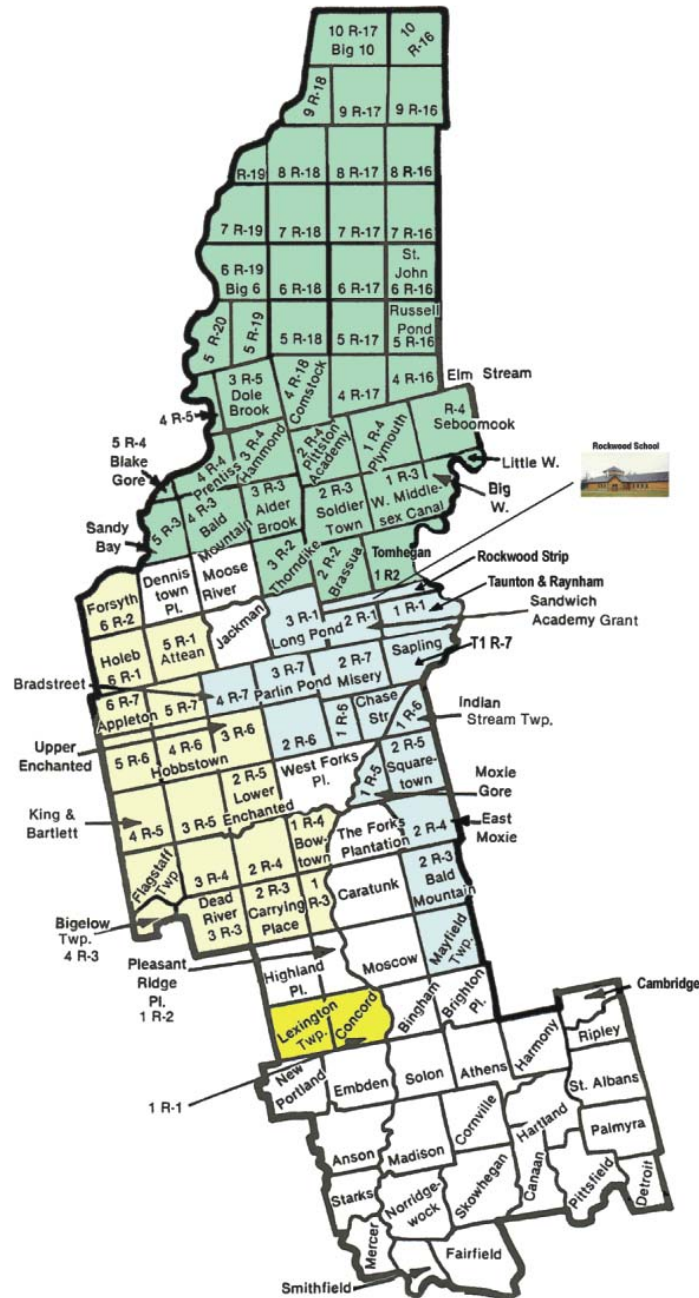 10 R-17
Big 10
10
R-16
9 R-18
9 R-17
9 R-16
R-19
8 R-18
8 R-17
8 R-16
7 R-19
7 R-18
7 R-17
7 R-16
6 R-19
Big 6
6 R-18
6 R-17
St.
John
6 R-16
5 R-20
5 R-19
5 R-18
5 R-17
Russell
Pond
5 R-16
4 R-5
3 R-5
Dole
Brook
4 R-18
Comstock
4 R-17
4 R-16
Elm Stream
R-4
Seboomook
5 R-4
Blake
Gore
4 R-4
Prentiss
3 R-4
Hammond
2 R-4
Pittston
Academy
1 R-4
Plymouth
Little W.
Rockwood School
Sandy
Bay
5 R-3
4 R-3
Bald
Mountain
3 R-3
Alder
Brook
2 R-3
Soldier
Town
1 R-3
W. Middle-
sex Canal
Big
W.
Dennis
town
Pl.
Moose
River
3 R-2
Thorndike
2 R-2
Brassua
Tomhegan
1 R2
Rockwood Strip
Taunton & Raynham
Forsyth
6 R-2
Jackman
3 R-1
Long Pond
2 R-1
1 R-1
Sandwich
Academy Grant
Holeb
6 R-1
5 R-1
Attean
Sapling
T1 R-7
Bradstreet
6 R-7
Appleton
5 R-7
4 R-7
3 R-7
Parlin Pond
2 R-7
Misery
Upper
Enchanted
5 R-6
4 R-6
Hobbstown
3 R-6
2 R-6
1 R-6
Chase
Str.
1 R-6
Indian
Stream Twp.
West Forks
Pl.
1 R-5
2 R-5
Square-
town
Moxie
Gore
King &
Bartlett
4 R-5
3 R-5
2 R-5
Lower
Enchanted
1 R-4
Bow-
town
The Forks
Plantation
2 R-4
East
Moxie
Flagstaff
Twp.
3 R-4
2 R-4
Caratunk
2 R-3
Bald
Mountain
Bigelow
Twp.
4 R-3
Dead
River
3 R-3
2 R-3
Carrying
Place
1
R-3
Pleasant
Ridge
Pl.
1 R-2
Highland
Pl.
Moscow
Mayfield
Twp.
Lexington
Twp.
Concord
Bingham
Brighton
Pl.
Cambridge
1 R-1
New
Portland
Embden
Solon
Athens
Harmony
Ripley
St. Albans
Anson
Madison
Cornville
Hartland
Palmyra
Starks
Norridge-
wock
Skowhegan
Canaan
Pittsfield
Detroit
Mercer
Smithfield
Fairfield